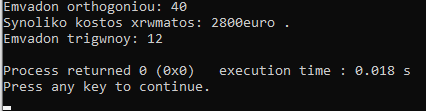 Emvadon orthogoniou: 40
Synoliko kostos xrwmatos: 2800euro .
Emvadon trigwnoy: 12
Process returned 0 (0x0)   execution time : 0.018 s
Press any key to continue.